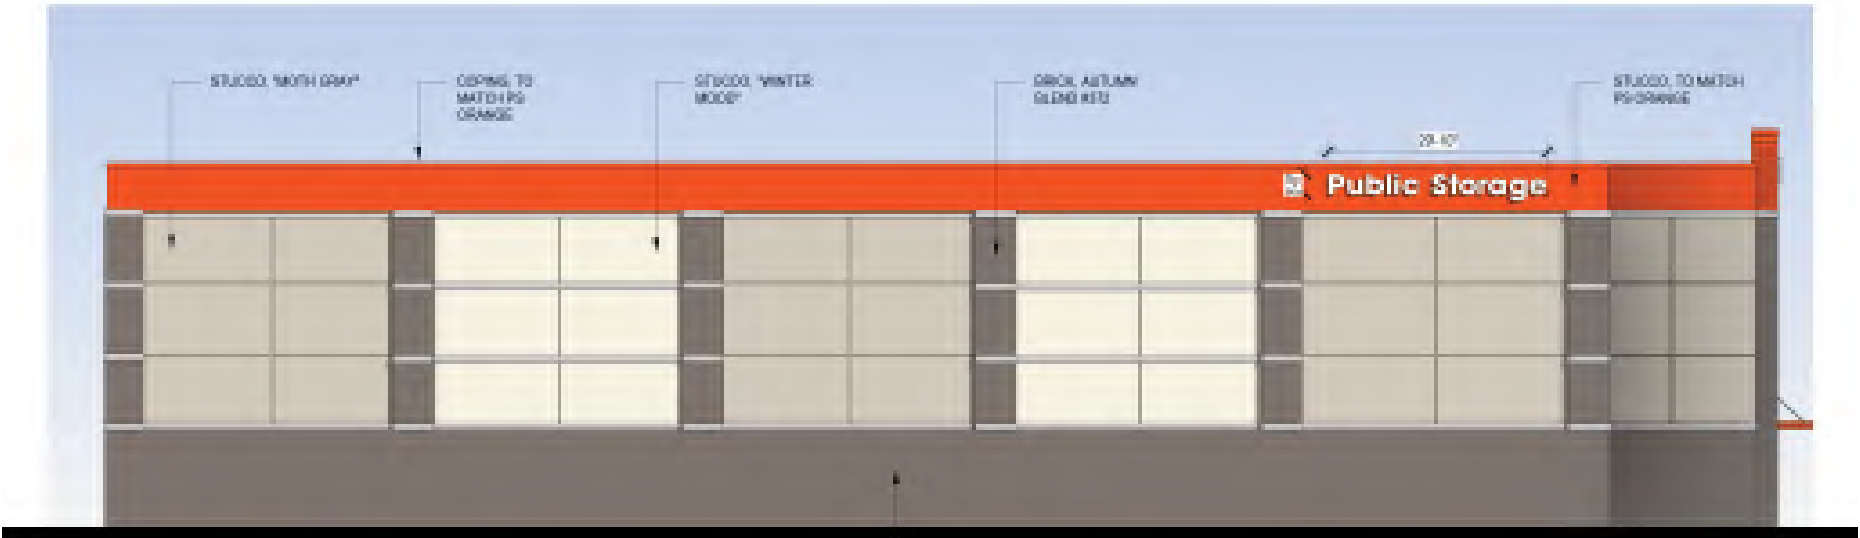 STUCCO, "MOTH GRAY"
COPING, TO
MATCH PS
ORANGE
STUCCO, "WINTER
MOOD"
BRICK, AUTUMN
BLEND
STUCCO, TO MATCH
PS ORANGE
Public Storage